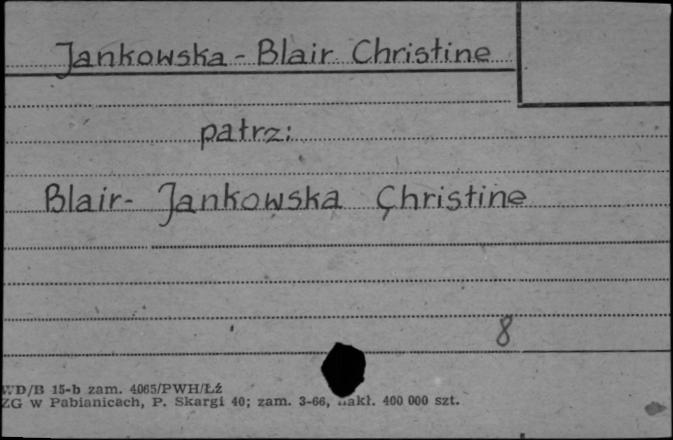 Jankowska - Blair Christine
patrz:
Blair - Jankowska Christine
8
WD/B 15-b zam. 4065/PWH/Łź
ZG w Pabianicach, P. Skargi 40; zam. 3-66, nakł. 400 000 szt.